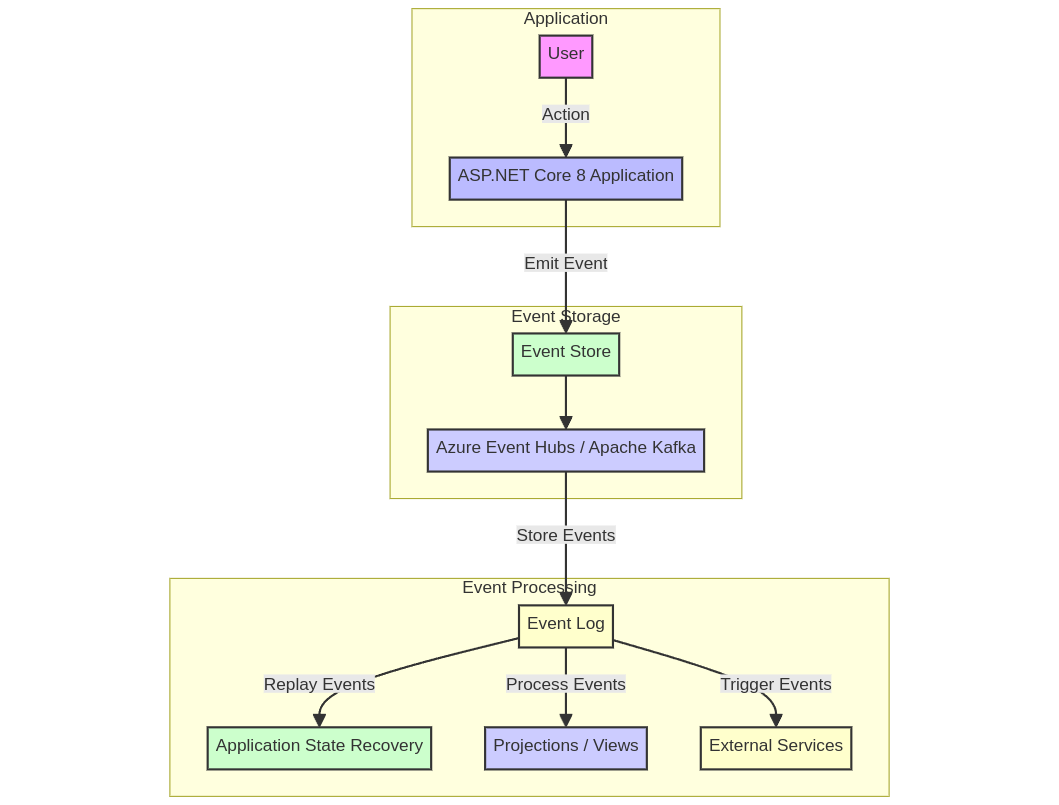 Application
User
Action
ASP.NET Core 8 Application
Emit Event
Event Storage
Event Store
Azure Event Hubs / Apache Kafka
Store Events
Event Processing
Event Log
Replay Events
Process Events
Trigger Events
Application State Recovery
Projections / Views
External Services